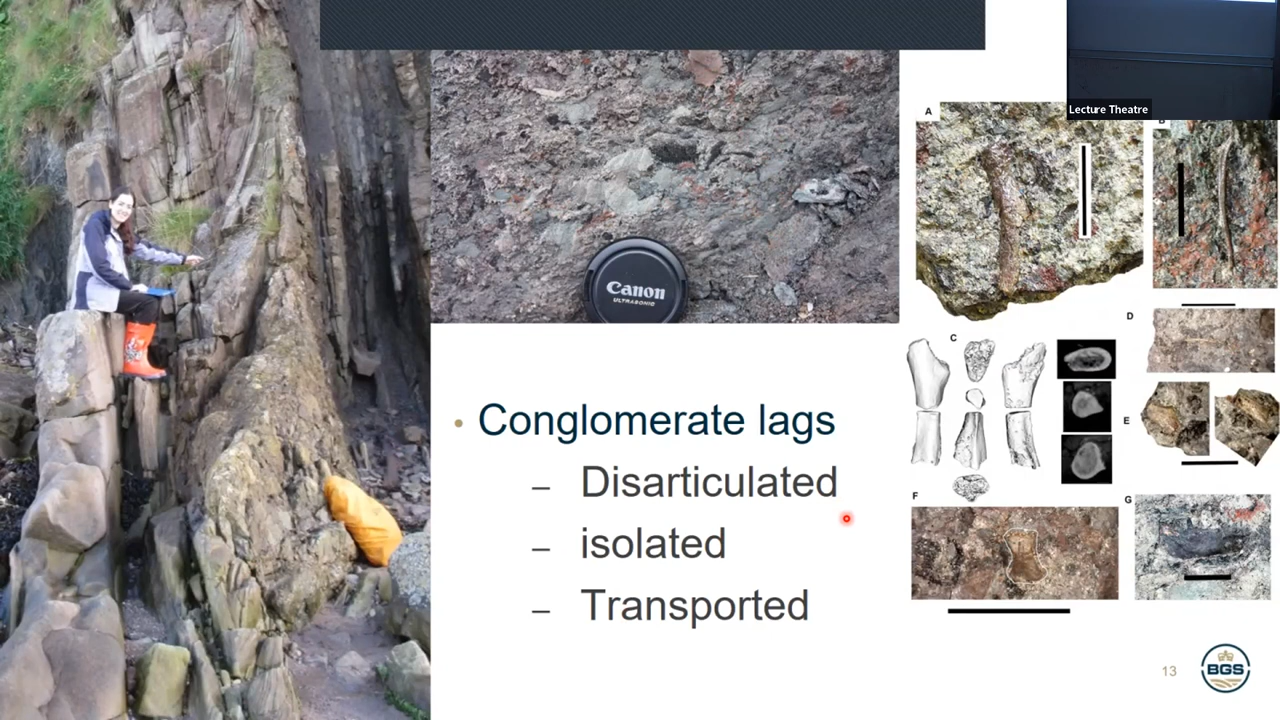 Lecture Theatre
A
B
Canon
ULTRASONIC
D
C
E
• Conglomerate lags
– Disarticulated
– isolated
– Transported
F
G
13
BGS